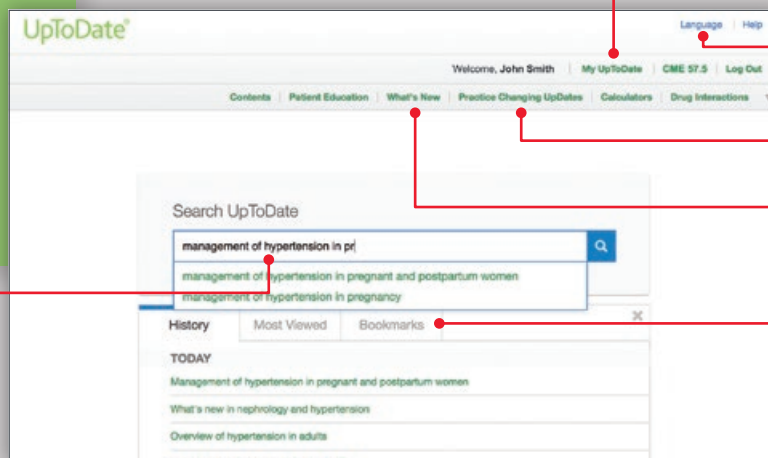 UpToDate®
Language Help
Welcome, John Smith My UpToDate CME 57.5 Log Out
Contents Patient Education What's New Practice Changing UpDates Calculators Drug Interactions
Search UpToDate
management of hypertension in pr
management of hypertension in pregnant and postpartum women
management of hypertension in pregnancy
History Most Viewed Bookmarks
TODAY
Management of hypertension in pregnant and postpartum women
What's new in nephrology and hypertension
Overview of hypertension in adults